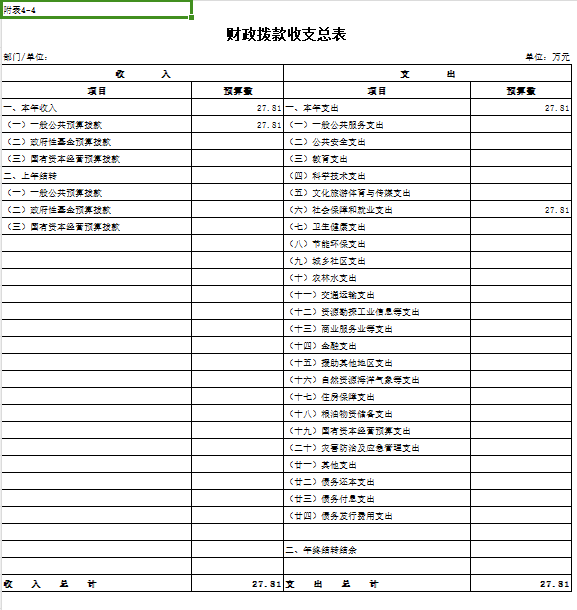 附表4-4
财政拨款收支总表
部门/单位: 单位: 万元
收 入 支 出
项目 预算数 项目 预算数
一、本年收入 27.81 一、本年支出 27.81
（一）一般公共预算拨款 27.81 （一）一般公共服务支出
（二）政府性基金预算拨款 （二）公共安全支出
（三）国有资本经营预算拨款 （三）教育支出
二、上年结转 （四）科学技术支出
（一）一般公共预算拨款 （五）文化旅游体育与传媒支出
（二）政府性基金预算拨款 （六）社会保障和就业支出 27.81
（三）国有资本经营预算拨款 （七）卫生健康支出
（八）节能环保支出
（九）城乡社区支出
（十）农林水支出
（十一）交通运输支出
（十二）资源勘探工业信息等支出
（十三）商业服务业等支出
（十四）金融支出
（十五）援助其他地区支出
（十六）自然资源海洋气象等支出
（十七）住房保障支出
（十八）粮油物资储备支出
（十九）国有资本经营预算支出
（二十）灾害防治及应急管理支出
（廿一）其他支出
（廿二）债务还本支出
（廿三）债务付息支出
（廿四）债务发行费用支出
二、年终结转结余
收 入 总 计 27.81 支 出 总 计 27.81